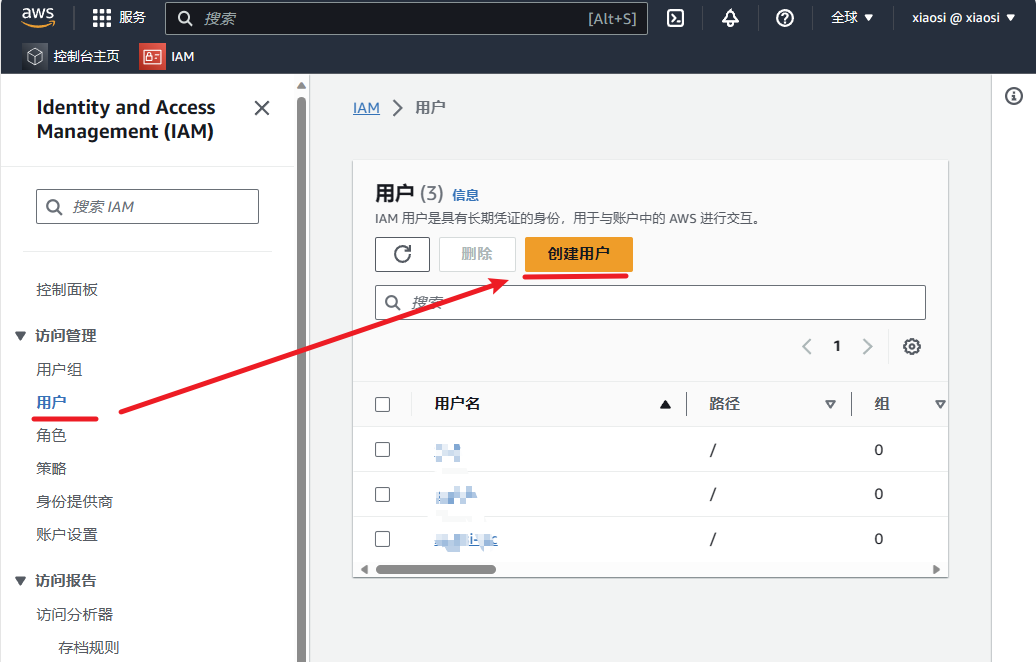 aws 服务 搜索 [Alt+S] 全球 ▼ xiaosi @ xiaosi ▼
控制台主页 IAM
Identity and Access
Management (IAM)
搜索 IAM
控制面板
▼ 访问管理
用户组
用户
角色
策略
身份提供商
账户设置
▼ 访问报告
访问分析器
存档规则
IAM > 用户
用户 (3) 信息
IAM 用户是具有长期凭证的身份，用于与账户中的 AWS 进行交互。
删除 创建用户
搜索
1
用户名 路径 组
/ 0
/ 0
/ 0